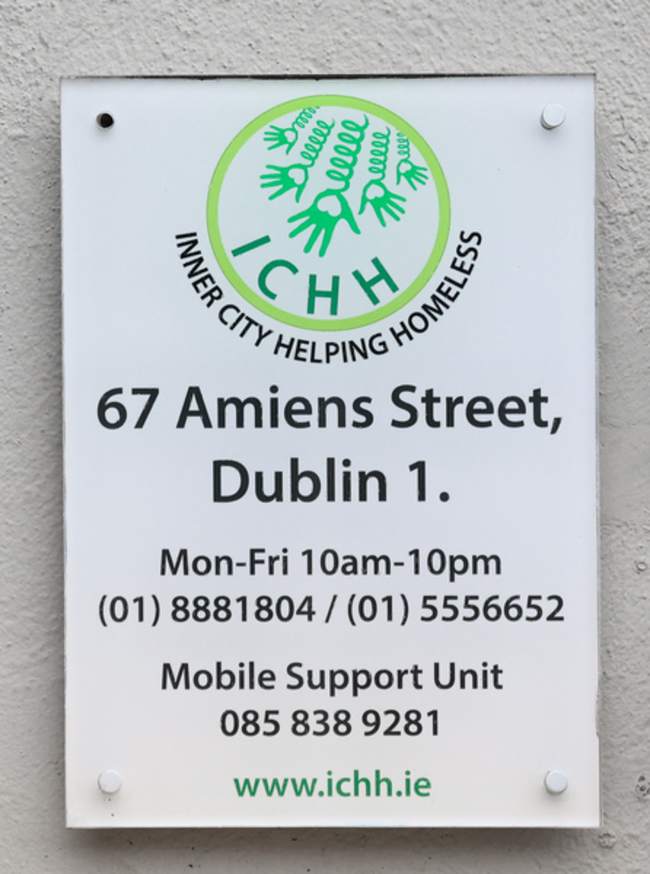 ICHH
INNER CITY HELPING HOMELESS
67 Amiens Street,
Dublin 1.
Mon-Fri 10am-10pm
(01) 8881804 / (01) 5556652
Mobile Support Unit
085 838 9281
www.ichh.ie